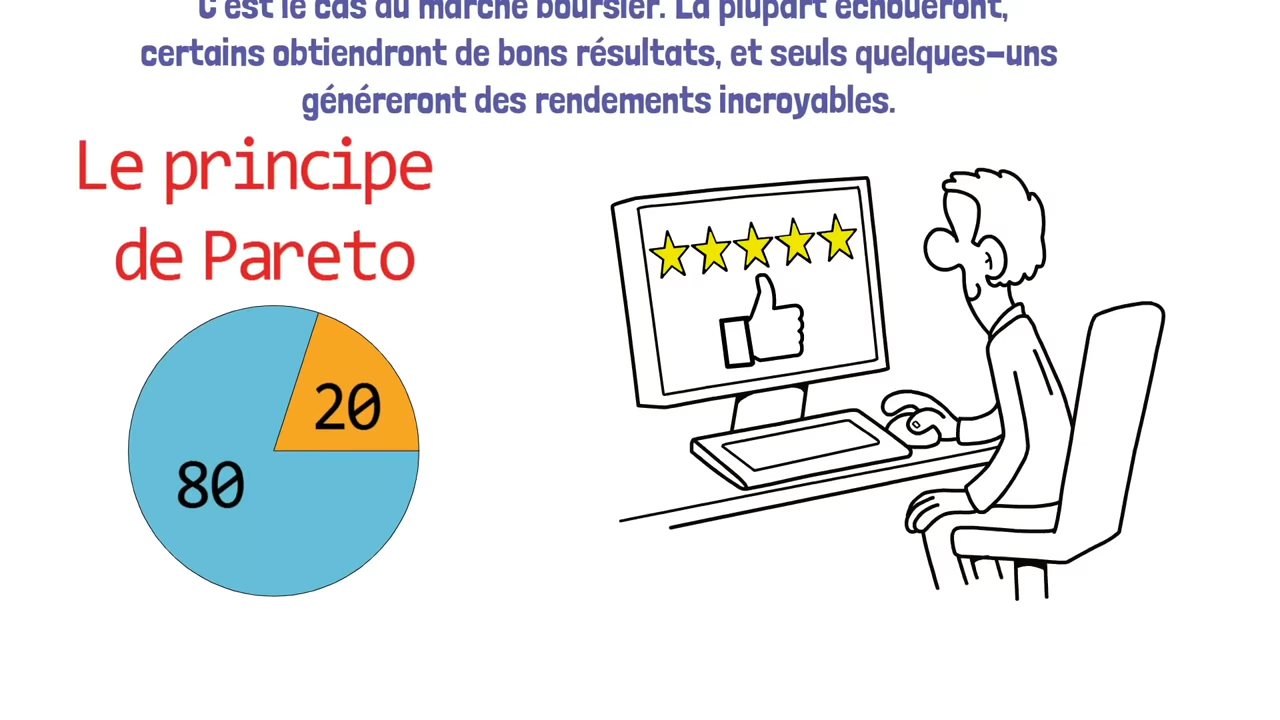 C'est le cas du marché boursier. La plupart échoueront,
certains obtiendront de bons résultats, et seuls quelques-uns
généreront des rendements incroyables.
Le principe
de Pareto
20
80